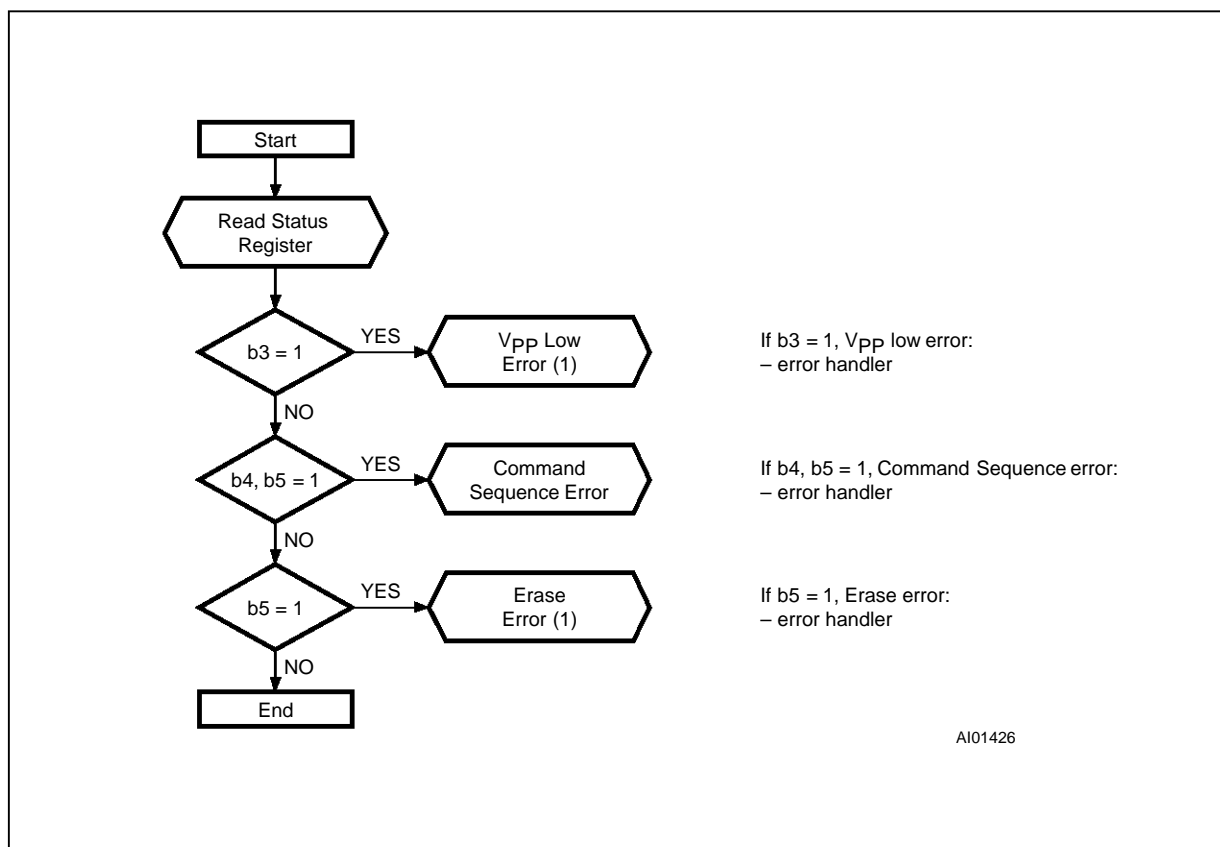 Start
Read Status
Register
b3 = 1
YES
VPP Low
Error (1)
If b3 = 1, VPP low error:
– error handler
NO
b4, b5 = 1
YES
Command
Sequence Error
If b4, b5 = 1, Command Sequence error:
– error handler
NO
b5 = 1
YES
Erase
Error (1)
If b5 = 1, Erase error:
– error handler
NO
End
AI01426